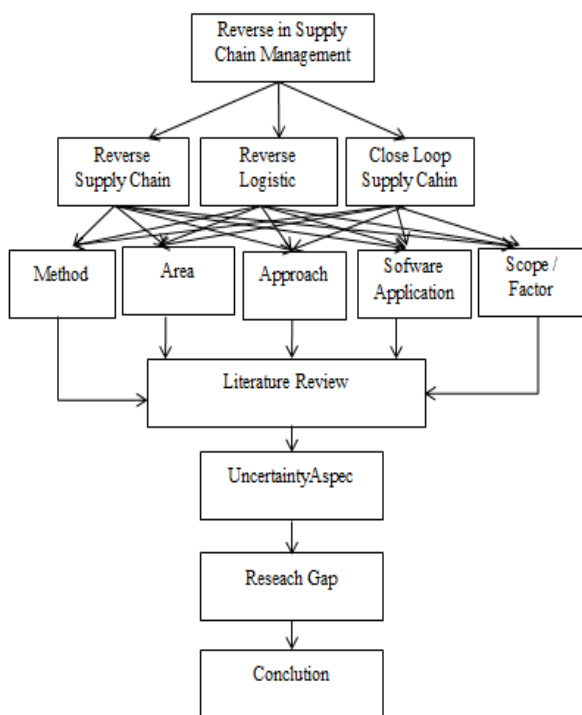 Reverse in Supply
Chain Management
Reverse
Supply Chain
Reverse
Logistic
Close Loop
Supply Cahin
Method
Area
Approach
Sofware
Application
Scope /
Factor
Literature Review
UncertaintyAspec
Reseach Gap
Conclution